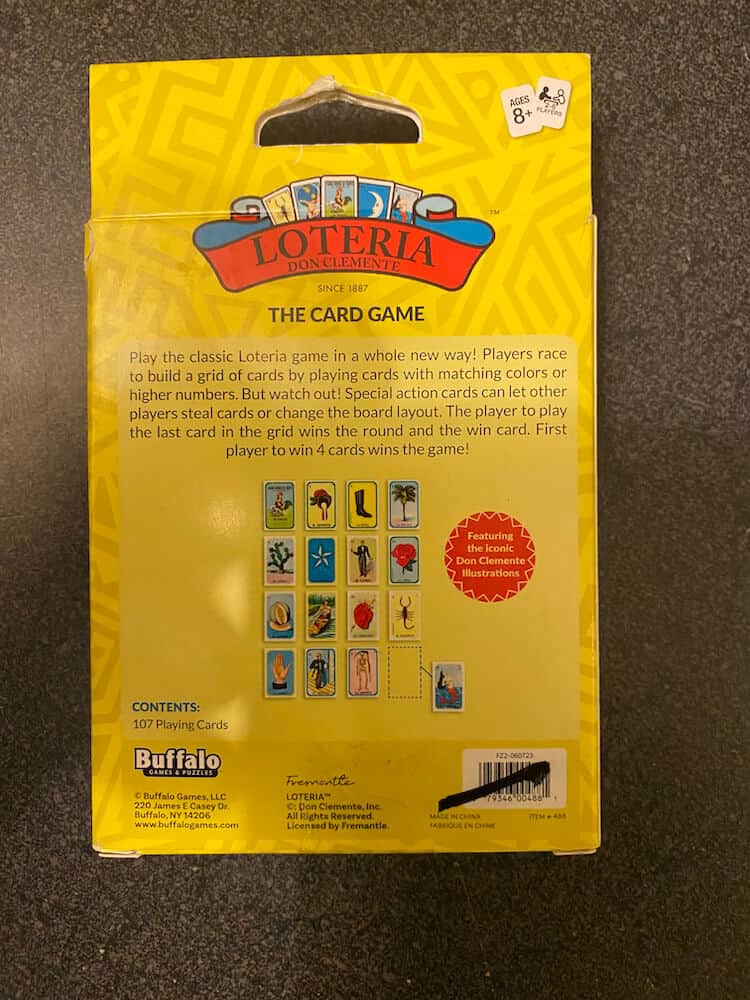 AGES
8+
2-6
PLAYERS
LOTERIA
TM
DON CLEMENTE
SINCE 1887
THE CARD GAME
Play the classic Loteria game in a whole new way! Players race
to build a grid of cards by playing cards with matching colors or
higher numbers. But watch out! Special action cards can let other
players steal cards or change the board layout. The player to play
the last card in the grid wins the round and the win card. First
player to win 4 cards wins the game!
Featuring
the iconic
Don Clemente
Illustrations
CONTENTS:
107 Playing Cards
Buffalo
GAMES & PUZZLES
© Buffalo Games, LLC
220 James E Casey Dr.
Buffalo, NY 14206
www.buffalogames.com
Fremantle
LOTERIA™
©: Don Clemente, Inc.
All Rights Reserved.
Licensed by Fremantle.
FZ2-060723
79346 00488 1
MADE IN CHINA
FABRIQUÉ EN CHINE
ITEM # 488